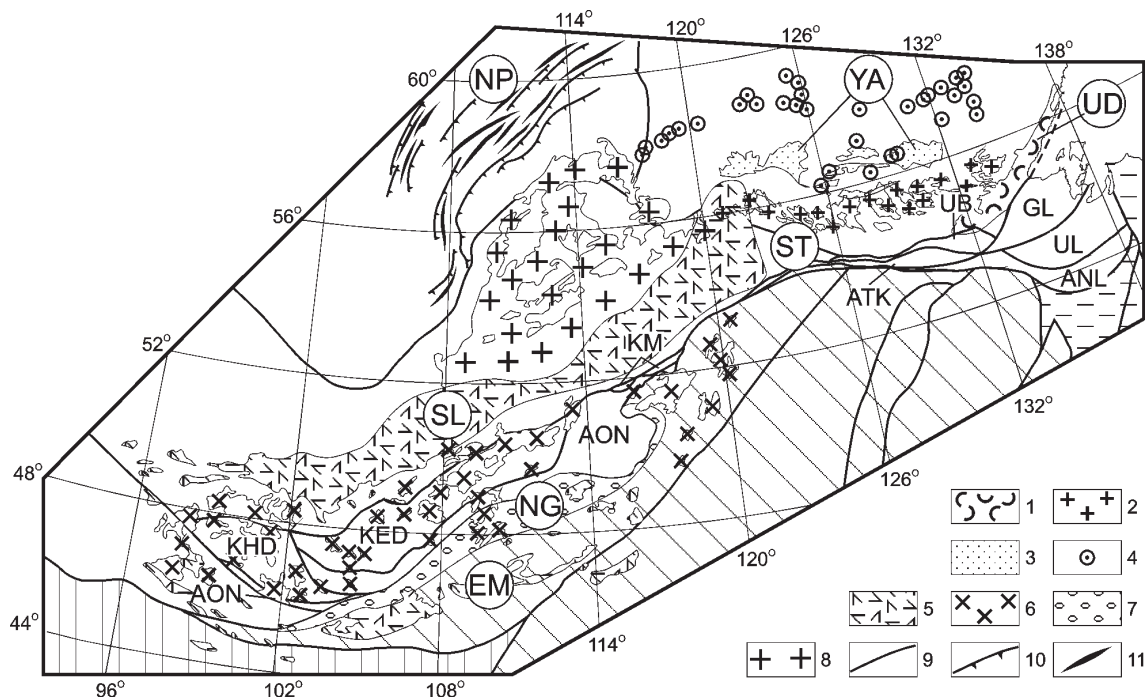 114° 120° 126° 132° 138°
60° NP YA UD
56° UB GL
ST UL
ATK ANL
52° KM
SL AON 132°
48° 126°
NG
KHD KED
EM 120°
AON
44° 114°
96° 102° 108°
1 2
3 4
5 6 7
8 9 10 11